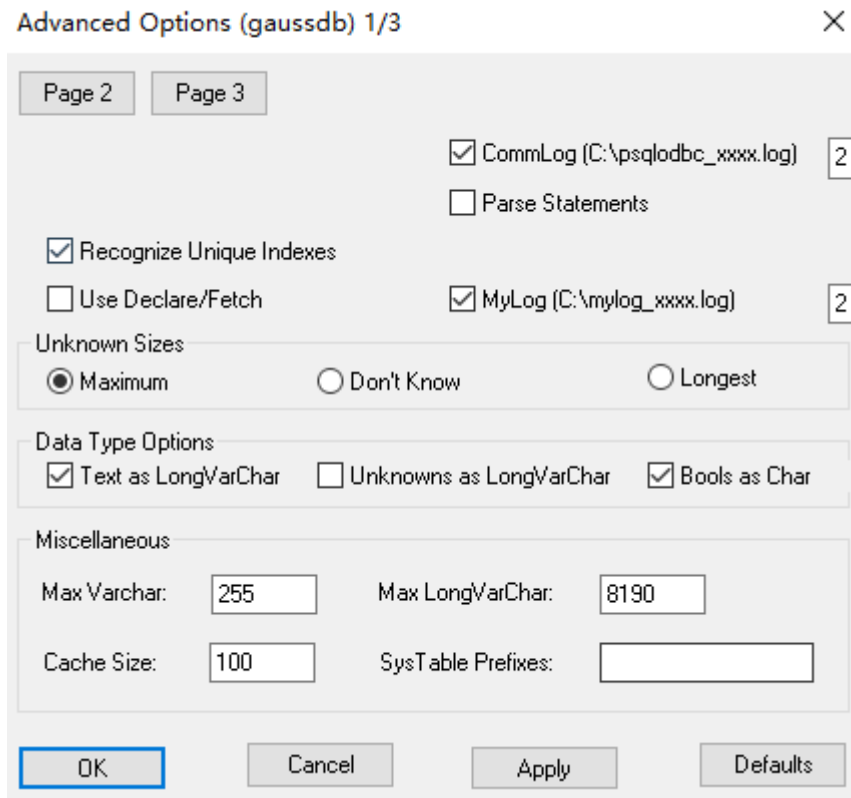 Advanced Options (gaussdb) 1/3
Page 2 Page 3
CommLog (C:\psqlodbc_xxxx.log) 2
Parse Statements
Recognize Unique Indexes
Use Declare/Fetch MyLog (C:\mylog_xxxx.log) 2
Unknown Sizes
Maximum Don't Know Longest
Data Type Options
Text as LongVarChar Unknowns as LongVarChar Bools as Char
Miscellaneous
Max Varchar: 255 Max LongVarChar: 8190
Cache Size: 100 SysTable Prefixes:
OK Cancel Apply Defaults